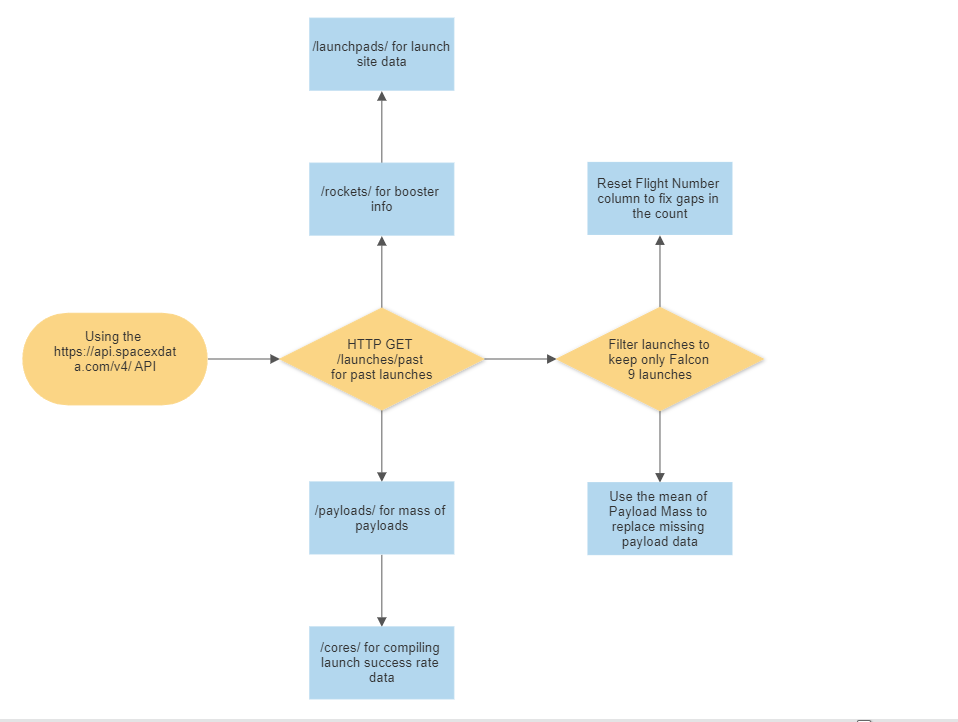 /launchpads/ for launch
site data
/rockets/ for booster
info
Reset Flight Number
column to fix gaps in
the count
Using the
https://api.spacexdat
a.com/v4/ API
HTTP GET
/launches/past
for past launches
Filter launches to
keep only Falcon
9 launches
/payloads/ for mass of
payloads
Use the mean of
Payload Mass to
replace missing
payload data
/cores/ for compiling
launch success rate
data